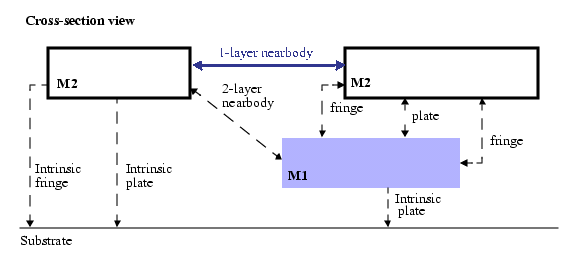 Cross-section view
1-layer nearbody
M2
2-layer
nearbody
M2
fringe
plate
fringe
Intrinsic
fringe
Intrinsic
plate
M1
Intrinsic
plate
Substrate